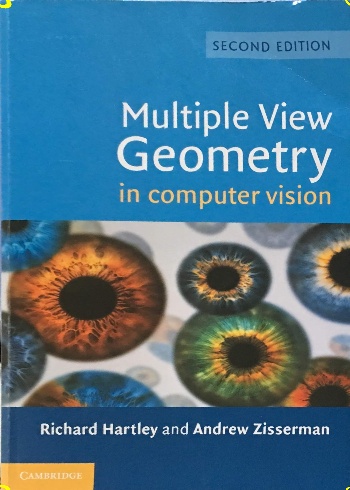 SECOND EDITION
Multiple View
Geometry
in computer vision
Richard Hartley and Andrew Zisserman
CAMBRIDGE